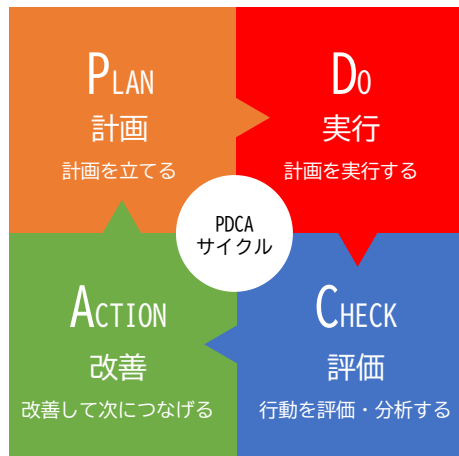 PLAN
計画
計画を立てる
DO
実行
計画を実行する
PDCA
サイクル
ACTION
改善
改善して次につなげる
CHECK
評価
行動を評価・分析する